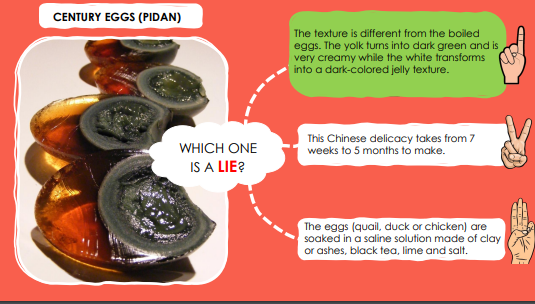 CENTURY EGGS (PIDAN)
The texture is different from the boiled
eggs. The yolk turns into dark green and is
very creamy while the white transforms
into a dark-colored jelly texture.
WHICH ONE
IS A LIE?
This Chinese delicacy takes from 7
weeks to 5 months to make.
The eggs (quail, duck or chicken) are
soaked in a saline solution made of clay
or ashes, black tea, lime and salt.